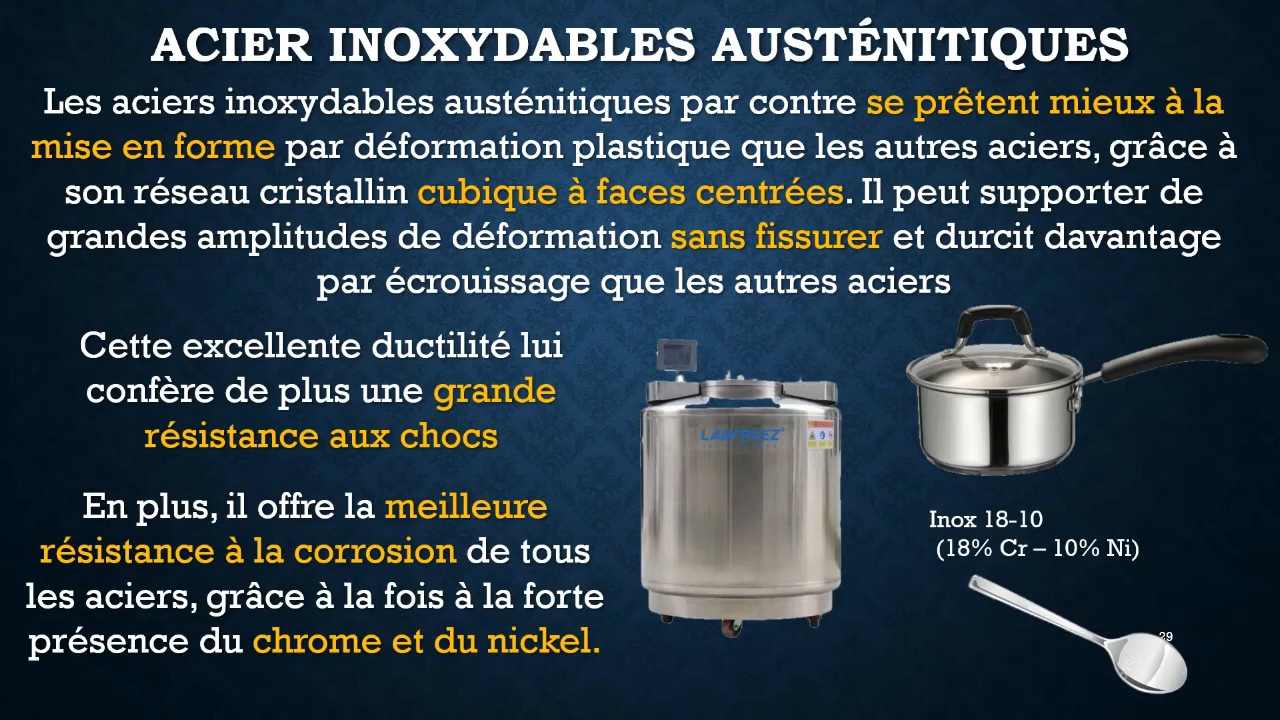 ACIER INOXYDABLES AUSTÉNITIQUES
Les aciers inoxydables austénitiques par contre se prêtent mieux à la
mise en forme par déformation plastique que les autres aciers, grâce à
son réseau cristallin cubique à faces centrées. Il peut supporter de
grandes amplitudes de déformation sans fissurer et durcit davantage
par écrouissage que les autres aciers
Cette excellente ductilité lui
confère de plus une grande
résistance aux chocs
En plus, il offre la meilleure
résistance à la corrosion de tous
les aciers, grâce à la fois à la forte
présence du chrome et du nickel.
LABFREEZ
Inox 18-10
(18% Cr – 10% Ni)
29